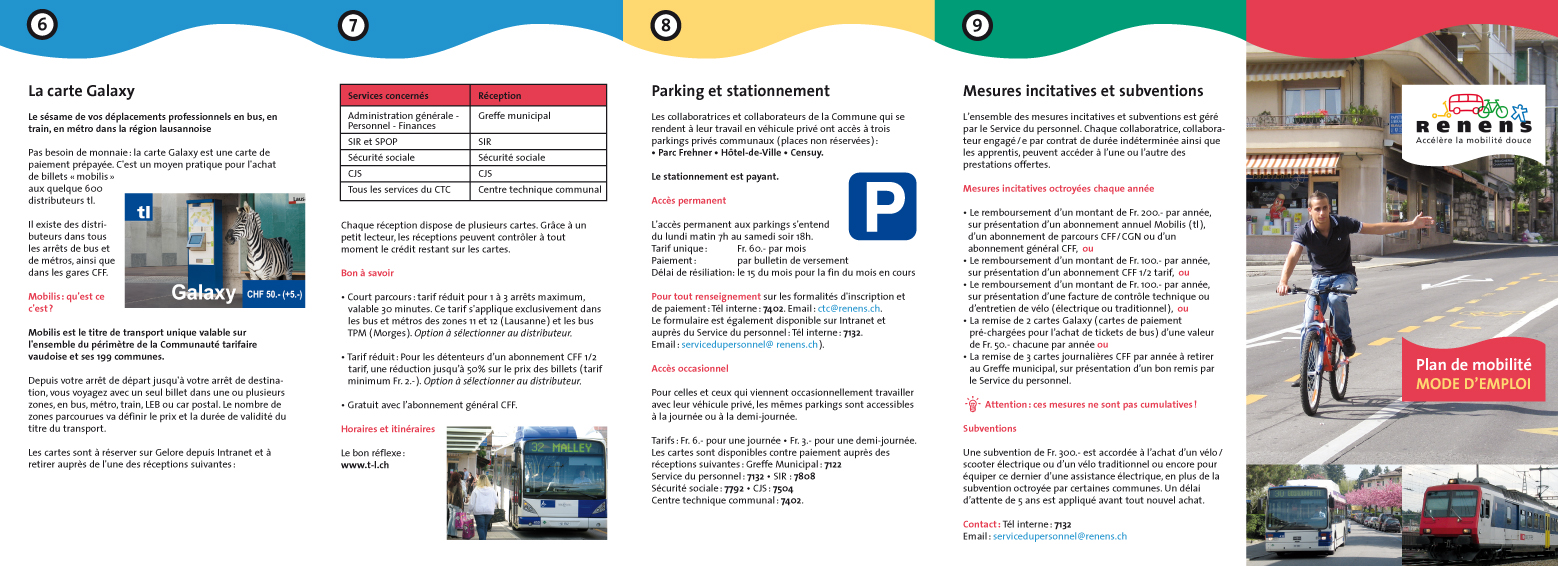 6
La carte Galaxy
Le sésame de vos déplacements professionnels en bus, en
train, en métro dans la région lausannoise
Pas besoin de monnaie : la carte Galaxy est une carte de
paiement prépayée. C'est un moyen pratique pour l'achat
de billets « mobilis »
aux quelque 600
distributeurs tl.
Il existe des distri-
buteurs dans tous
les arrêts de bus et
de métros, ainsi que
dans les gares CFF.
tl
Laus
Galaxy
CHF 50.- (+5.-)
Mobilis : qu'est ce
c'est ?
Mobilis est le titre de transport unique valable sur
l'ensemble du périmètre de la Communauté tarifaire
vaudoise et ses 199 communes.
Depuis votre arrêt de départ jusqu'à votre arrêt de destina-
tion, vous voyagez avec un seul billet dans une ou plusieurs
zones, en bus, métro, train, LEB ou car postal. Le nombre de
zones parcourues va définir le prix et la durée de validité du
titre du transport.
Les cartes sont à réserver sur Gelore depuis Intranet et à
retirer auprès de l'une des réceptions suivantes :
7
Services concernés Réception
Administration générale - Greffe municipal
Personnel - Finances
SIR et SPOP SIR
Sécurité sociale Sécurité sociale
CJS CJS
Tous les services du CTC Centre technique communal
Chaque réception dispose de plusieurs cartes. Grâce à un
petit lecteur, les réceptions peuvent contrôler à tout
moment le crédit restant sur les cartes.
Bon à savoir
• Court parcours : tarif réduit pour 1 à 3 arrêts maximum,
valable 30 minutes. Ce tarif s'applique exclusivement dans
les bus et métros des zones 11 et 12 (Lausanne) et les bus
TPM (Morges). Option à sélectionner au distributeur.
• Tarif réduit : Pour les détenteurs d'un abonnement CFF 1/2
tarif, une réduction jusqu'à 50% sur le prix des billets (tarif
minimum Fr. 2.-). Option à sélectionner au distributeur.
• Gratuit avec l'abonnement général CFF.
Horaires et itinéraires
Le bon réflexe :
www.t-l.ch
32 MALLEY
8
Parking et stationnement
Les collaboratrices et collaborateurs de la Commune qui se
rendent à leur travail en véhicule privé ont accès à trois
parkings privés communaux (places non réservées) :
• Parc Frehner • Hôtel-de-Ville • Censuy.
Le stationnement est payant.
P
Accès permanent
L'accès permanent aux parkings s'entend
du lundi matin 7h au samedi soir 18h.
Tarif unique : Fr. 60.- par mois
Paiement : par bulletin de versement
Délai de résiliation: le 15 du mois pour la fin du mois en cours
Pour tout renseignement sur les formalités d'inscription et
de paiement : Tél interne : 7402. Email : ctc@renens.ch.
Le formulaire est également disponible sur Intranet et
auprès du Service du personnel : Tél interne : 7132.
Email : servicedupersonnel@ renens.ch).
Accès occasionnel
Pour celles et ceux qui viennent occasionnellement travailler
avec leur véhicule privé, les mêmes parkings sont accessibles
à la journée ou à la demi-journée.
Tarifs : Fr. 6.- pour une journée • Fr. 3.- pour une demi-journée.
Les cartes sont disponibles contre paiement auprès des
réceptions suivantes : Greffe Municipal : 7122
Service du personnel : 7132 • SIR : 7808
Sécurité sociale : 7792 • CJS : 7504
Centre technique communal : 7402.
9
Mesures incitatives et subventions
L'ensemble des mesures incitatives et subventions est géré
par le Service du personnel. Chaque collaboratrice, collabora-
teur engagé/e par contrat de durée indéterminée ainsi que
les apprentis, peuvent accéder à l'une ou l'autre des
prestations offertes.
Mesures incitatives octroyées chaque année
• Le remboursement d'un montant de Fr. 200.- par année,
sur présentation d'un abonnement annuel Mobilis (tl),
d'un abonnement de parcours CFF/CGN ou d'un
abonnement général CFF, ou
• Le remboursement d'un montant de Fr. 100.- par année,
sur présentation d'un abonnement CFF 1/2 tarif, ou
• Le remboursement d'un montant de Fr. 100.- par année,
sur présentation d'une facture de contrôle technique ou
d'entretien de vélo (électrique ou traditionnel), ou
• La remise de 2 cartes Galaxy (cartes de paiement
pré-chargées pour l'achat de tickets de bus) d'une valeur
de Fr. 50.- chacune par année ou
• La remise de 3 cartes journalières CFF par année à retirer
au Greffe municipal, sur présentation d'un bon remis par
le Service du personnel.
Attention : ces mesures ne sont pas cumulatives !
Subventions
Une subvention de Fr. 300.- est accordée à l'achat d'un vélo /
scooter électrique ou d'un vélo traditionnel ou encore pour
équiper ce dernier d'une assistance électrique, en plus de la
subvention octroyée par certaines communes. Un délai
d'attente de 5 ans est appliqué avant tout nouvel achat.
Contact : Tél interne : 7132
Email : servicedupersonnel@renens.ch
RENENS
Accélère la mobilité douce
Plan de mobilité
MODE D'EMPLOI